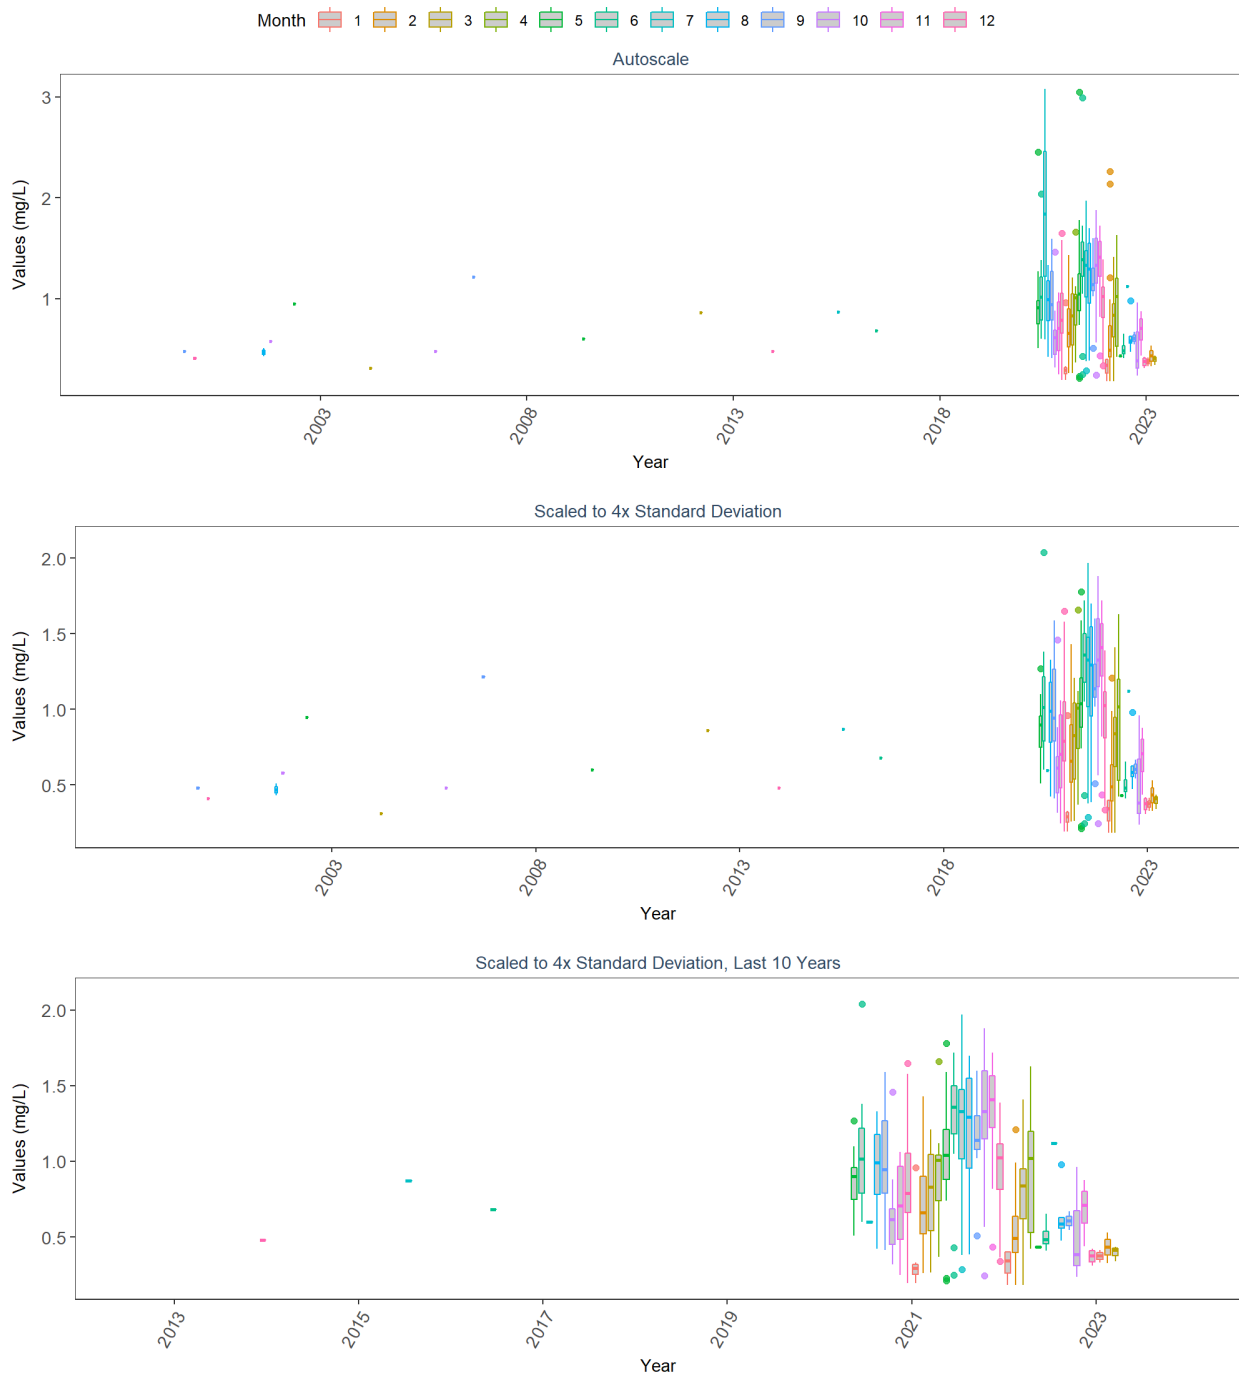 Month 1 2 3 4 5 6 7 8 9 10 11 12
Autoscale
3
2
1
Values (mg/L)
2003 2008 2013 2018 2023
Year
Scaled to 4x Standard Deviation
2.0
1.5
1.0
0.5
Values (mg/L)
2003 2008 2013 2018 2023
Year
Scaled to 4x Standard Deviation, Last 10 Years
2.0
1.5
1.0
0.5
Values (mg/L)
2013 2015 2017 2019 2021 2023
Year